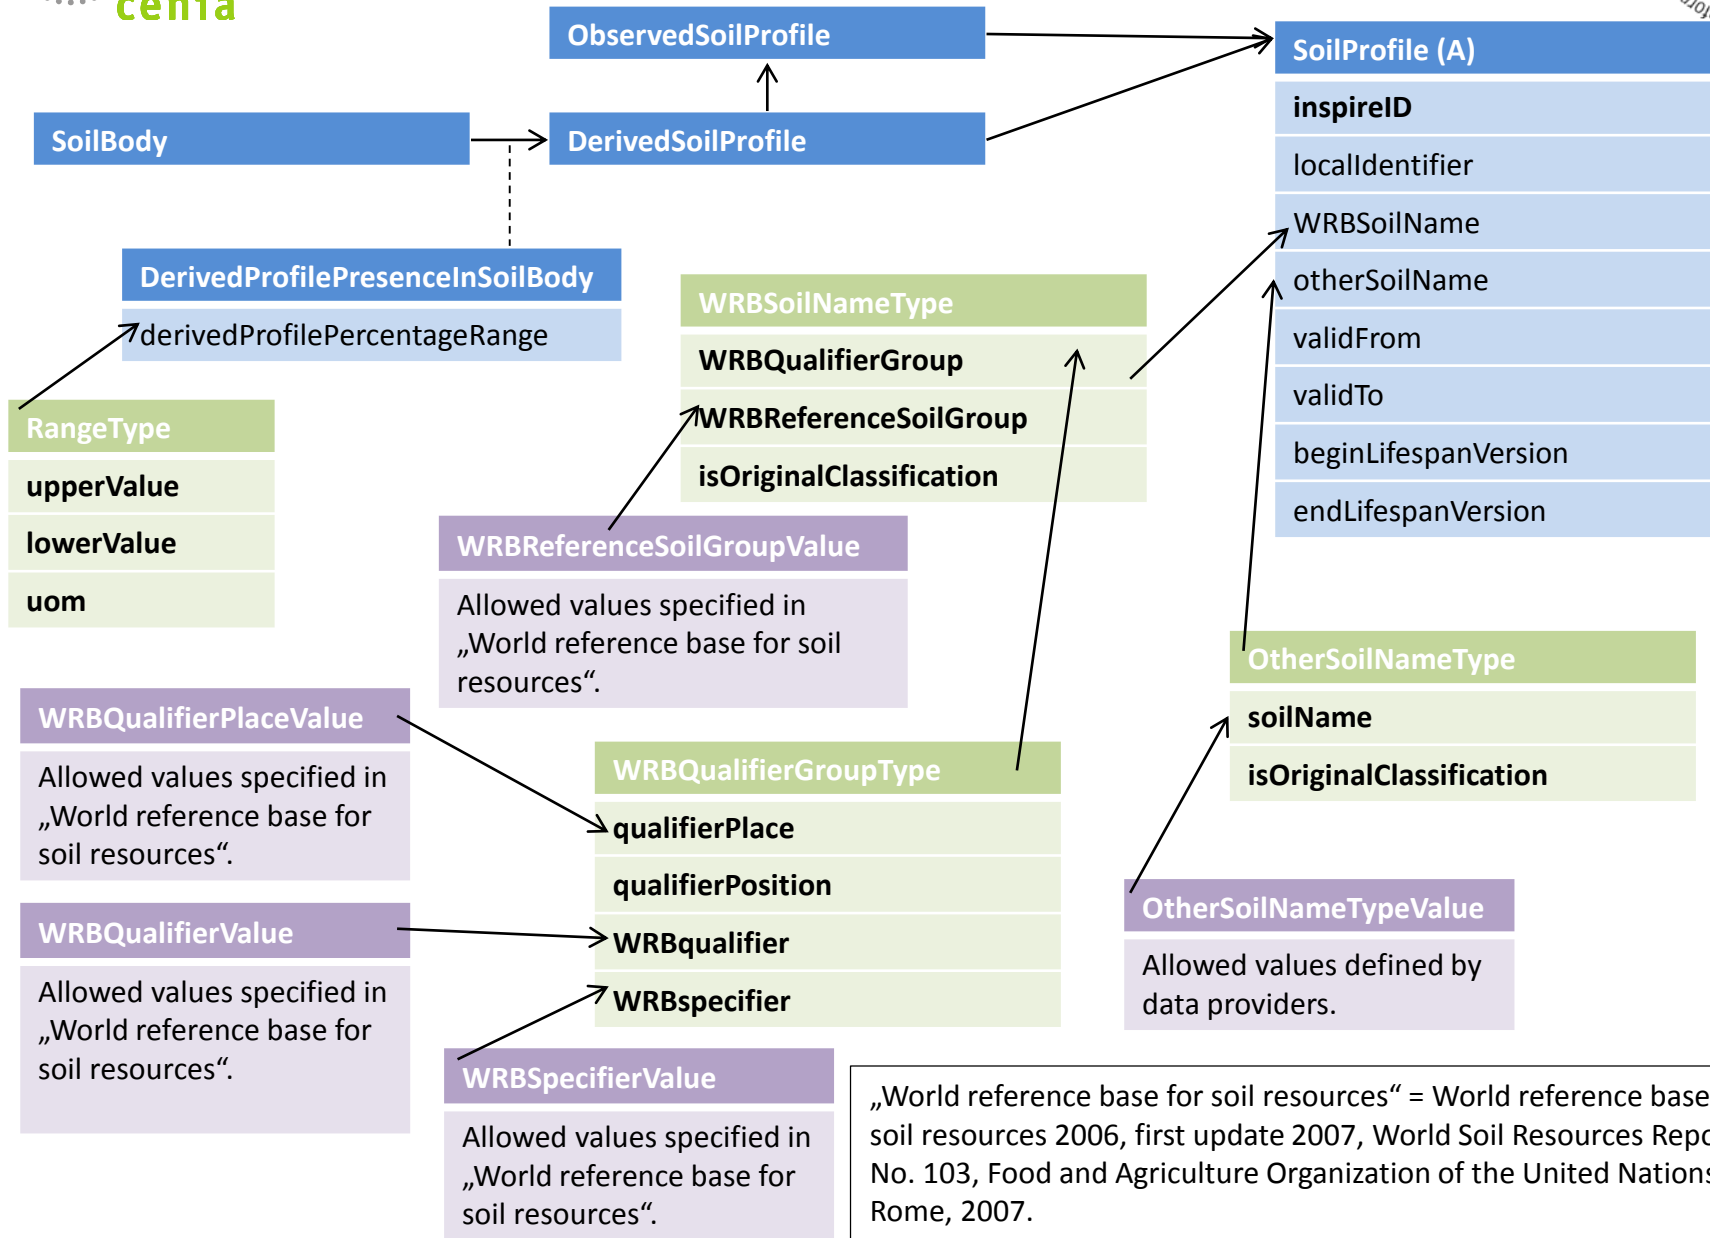 cenia
ObservedSoilProfile
SoilProfile (A)
inspireID
localIdentifier
WRBSoilName
otherSoilName
validFrom
validTo
beginLifespanVersion
endLifespanVersion
SoilBody
DerivedSoilProfile
DerivedProfilePresenceInSoilBody
derivedProfilePercentageRange
WRBSoilNameType
WRBQualifierGroup
WRBReferenceSoilGroup
isOriginalClassification
RangeType
upperValue
lowerValue
uom
WRBReferenceSoilGroupValue
Allowed values specified in
„World reference base for soil
resources“.
OtherSoilNameType
soilName
isOriginalClassification
WRBQualifierPlaceValue
Allowed values specified in
„World reference base for
soil resources“.
WRBQualifierGroupType
qualifierPlace
qualifierPosition
WRBqualifier
WRBspecifier
OtherSoilNameTypeValue
Allowed values defined by
data providers.
WRBQualifierValue
Allowed values specified in
„World reference base for
soil resources“.
WRBSpecifierValue
Allowed values specified in
„World reference base for
soil resources“.
„World reference base for soil resources“ = World reference base
soil resources 2006, first update 2007, World Soil Resources Repo
No. 103, Food and Agriculture Organization of the United Nations
Rome, 2007.